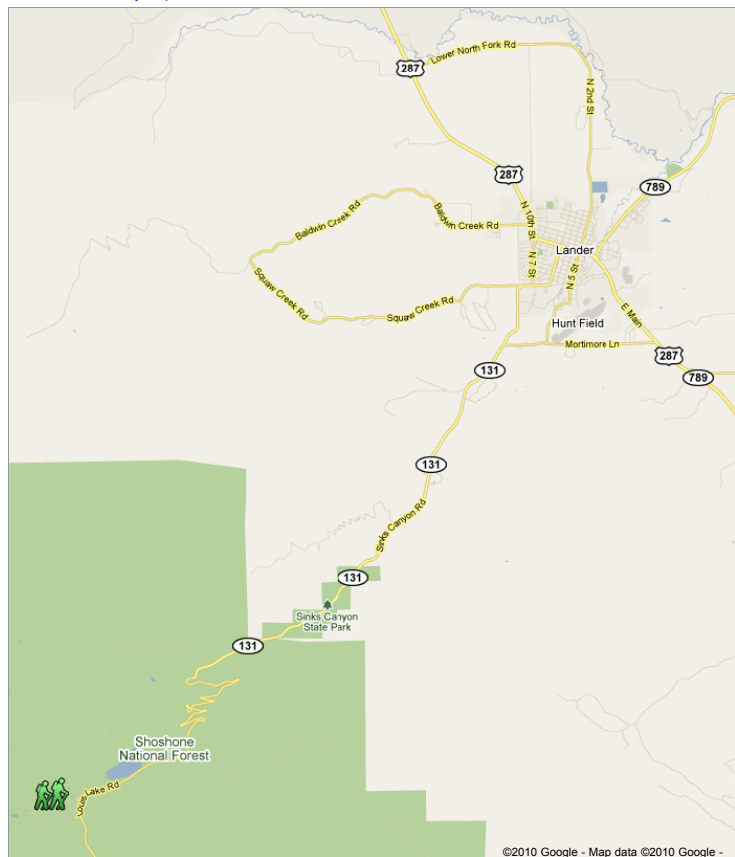 Lower North Fork Rd
287
N 2nd St
287
789
Baldwin Creek Rd
Baldwin Creek Rd
N 10th St
Lander
N 7 St
N 5 St
Squaw Creek Rd
Squaw Creek Rd
E Main
Hunt Field
Mortimore Ln
287
131
789
131
Sinks Canyon Rd
131
Sinks Canyon
State Park
131
Shoshone
National Forest
Louis Lake Rd
©2010 Google - Map data ©2010 Google -